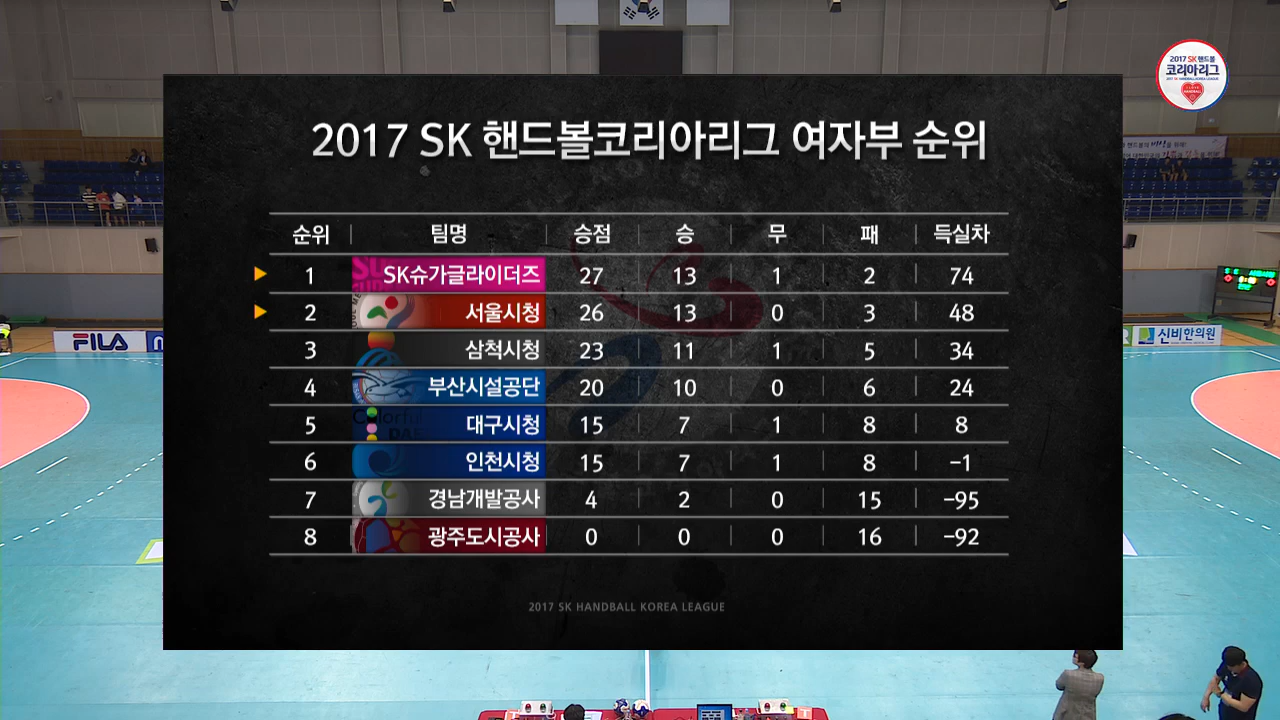 2017 SK 핸드볼
코리아리그
2017 SK 핸드볼코리아리그 여자부 순위
순위 팀명 승점 승 무 패 득실차
1 SK슈가글라이더즈 27 13 1 2 74
2 서울시청 26 13 0 3 48
3 삼척시청 23 11 1 5 34
4 부산시설공단 20 10 0 6 24
5 대구시청 15 7 1 8 8
6 인천시청 15 7 1 8 -1
7 경남개발공사 4 2 0 15 -95
8 광주도시공사 0 0 0 16 -92
2017 SK HANDBALL KOREA LEAGUE
FILA
신비한의원